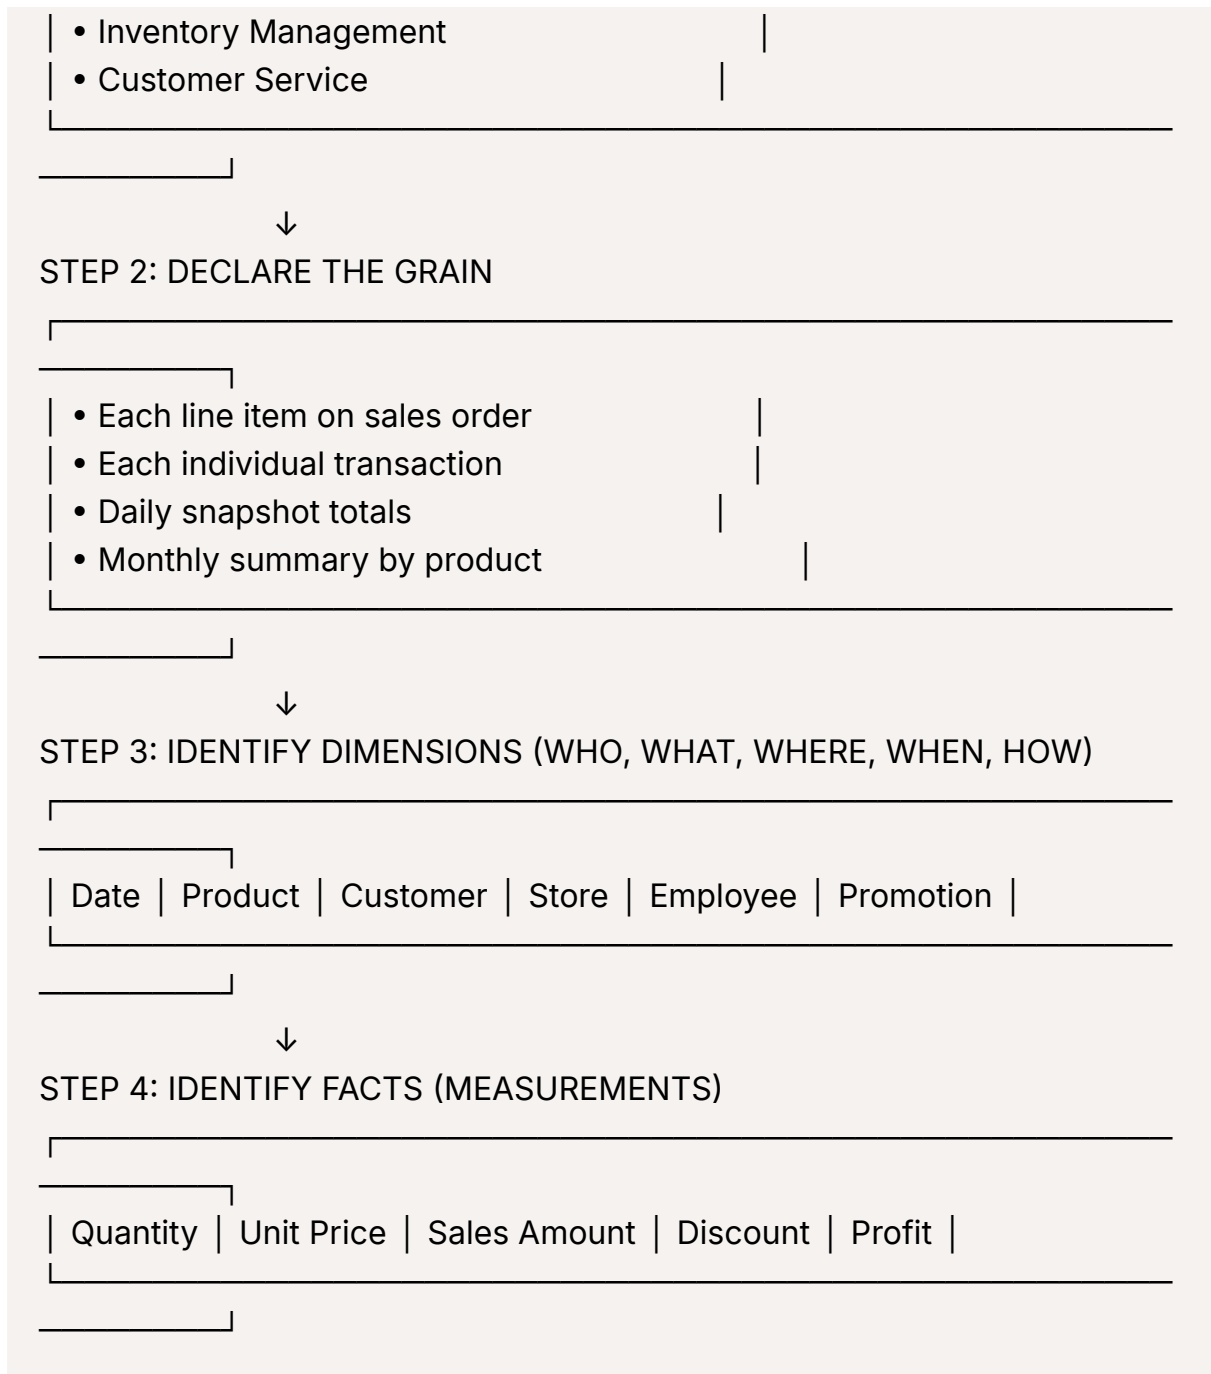 │ • Inventory Management │
│ • Customer Service │
└──────────────────────────────────────────────────
─────────┘
↓
STEP 2: DECLARE THE GRAIN
┌──────────────────────────────────────────────────
─────────┐
│ • Each line item on sales order │
│ • Each individual transaction │
│ • Daily snapshot totals │
│ • Monthly summary by product │
└──────────────────────────────────────────────────
─────────┘
↓
STEP 3: IDENTIFY DIMENSIONS (WHO, WHAT, WHERE, WHEN, HOW)
┌──────────────────────────────────────────────────
─────────┐
│ Date │ Product │ Customer │ Store │ Employee │ Promotion │
└──────────────────────────────────────────────────
─────────┘
↓
STEP 4: IDENTIFY FACTS (MEASUREMENTS)
┌──────────────────────────────────────────────────
─────────┐
│ Quantity │ Unit Price │ Sales Amount │ Discount │ Profit │
└──────────────────────────────────────────────────
─────────┘